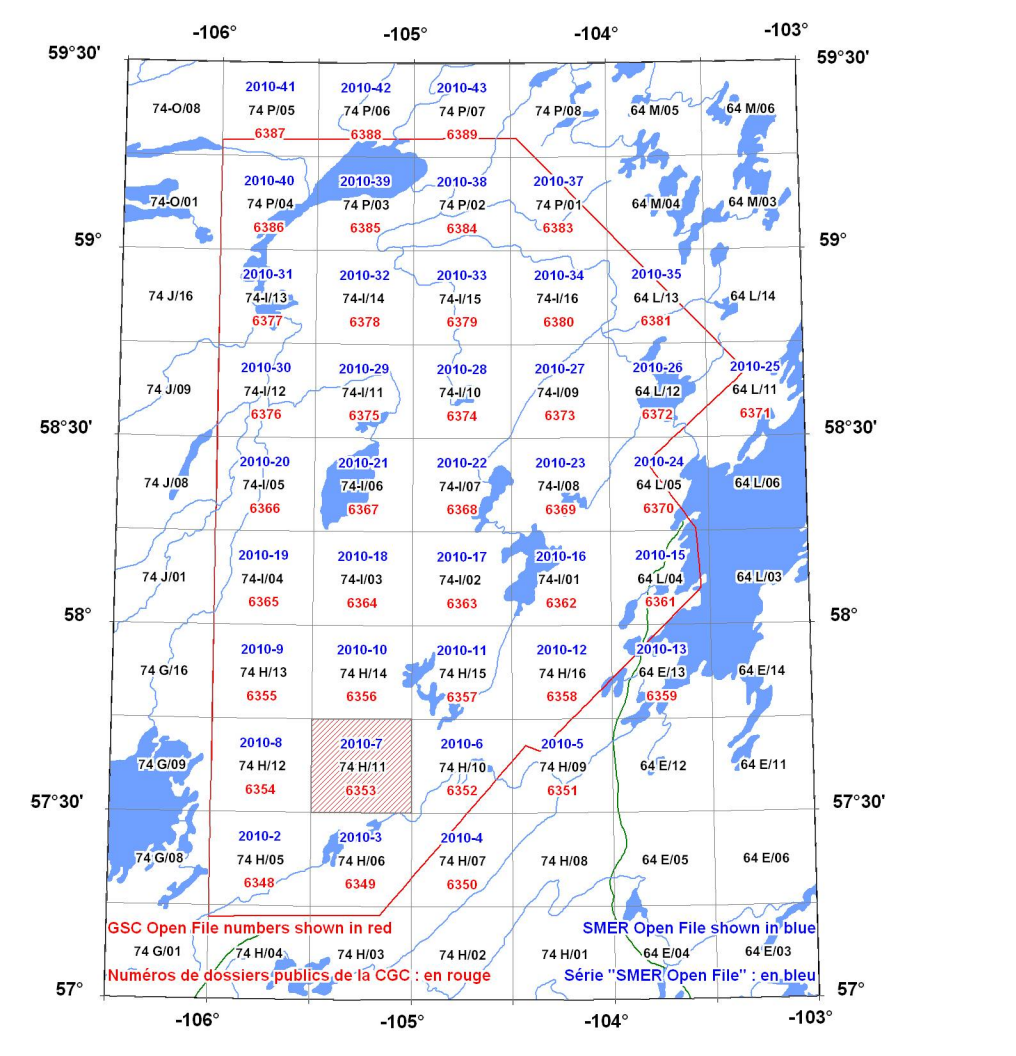 -106° -105° -104° -103°
59°30' 59°30'
2010-41 2010-42 2010-43
74-O/08 74 P/05 74 P/06 74 P/07 74 P/08 64 M/05 64 M/06
6387 6388 6389
2010-40 2010-39 2010-38 2010-37
74-O/01 74 P/04 74 P/03 74 P/02 74 P/01 64 M/04 64 M/03
6386 6385 6384 6383
59° 59°
2010-31 2010-32 2010-33 2010-34 2010-35
74 J/16 74-I/13 74-I/14 74-I/15 74-I/16 64 L/13 64 L/14
6377 6378 6379 6380 6381
2010-30 2010-29 2010-28 2010-27 2010-26 2010-25
74 J/09 74-I/12 74-I/11 74-I/10 74-I/09 64 L/12 64 L/11
6376 6375 6374 6373 6372 6371
58°30' 58°30'
2010-20 2010-21 2010-22 2010-23 2010-24
74 J/08 74-I/05 74-I/06 74-I/07 74-I/08 64 L/05 64 L/06
6366 6367 6368 6369 6370
2010-19 2010-18 2010-17 2010-16 2010-15
74 J/01 74-I/04 74-I/03 74-I/02 74-I/01 64 L/04 64 L/03
6365 6364 6363 6362 6361
58° 58°
2010-9 2010-10 2010-11 2010-12 2010-13
74 G/16 74 H/13 74 H/14 74 H/15 74 H/16 64 E/13 64 E/14
6355 6356 6357 6358 6359
2010-8 2010-7 2010-6 2010-5
74 G/09 74 H/12 74 H/11 74 H/10 74 H/09 64 E/12 64 E/11
6354 6353 6352 6351
57°30' 57°30'
2010-2 2010-3 2010-4
74 G/08 74 H/05 74 H/06 74 H/07 74 H/08 64 E/05 64 E/06
6348 6349 6350
GSC Open File numbers shown in red SMER Open File shown in blue
74 G/01 74 H/04 74 H/03 74 H/02 74 H/01 64 E/04 64 E/03
Numéros de dossiers publics de la CGC : en rouge Série "SMER Open File" : en bleu
57° 57°
-106° -105° -104° -103°